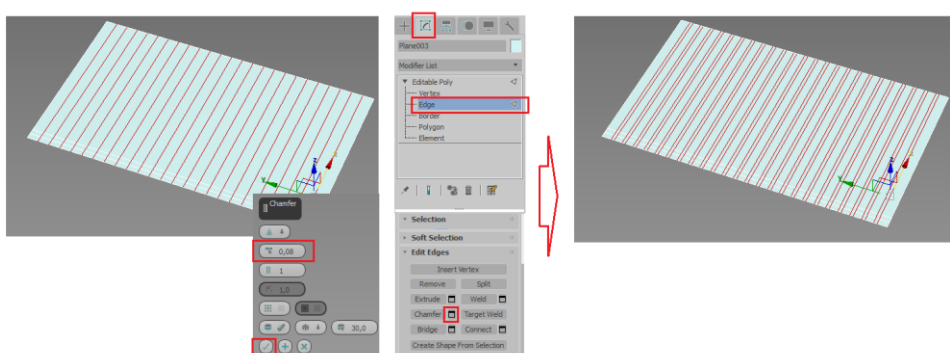 Plane003
Modifier List
Editable Poly
Vertex
Edge
Border
Polygon
Element
Selection
Soft Selection
Edit Edges
Insert Vertex
Remove Split
Extrude Weld
Chamfer Target Weld
Bridge Connect
Create Shape From Selection
Chamfer
0,08
1
1,0
30,0